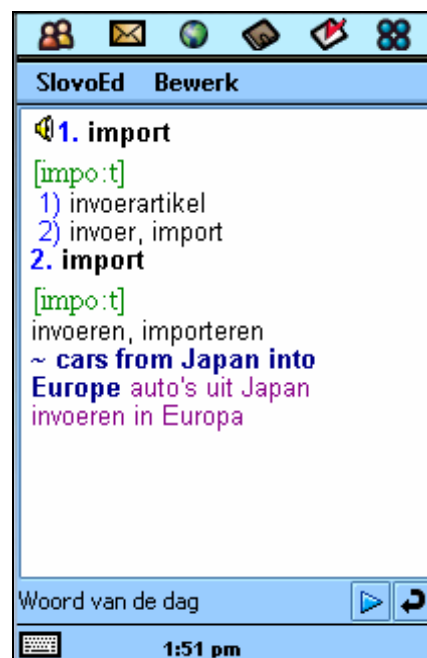 SlovoEd Bewerk
1. import
[impo:t]
1) invoerartikel
2) invoer, import
2. import
[impo:t]
invoeren, importeren
~ cars from Japan into
Europe auto's uit Japan
invoeren in Europa
Woord van de dag
1:51 pm